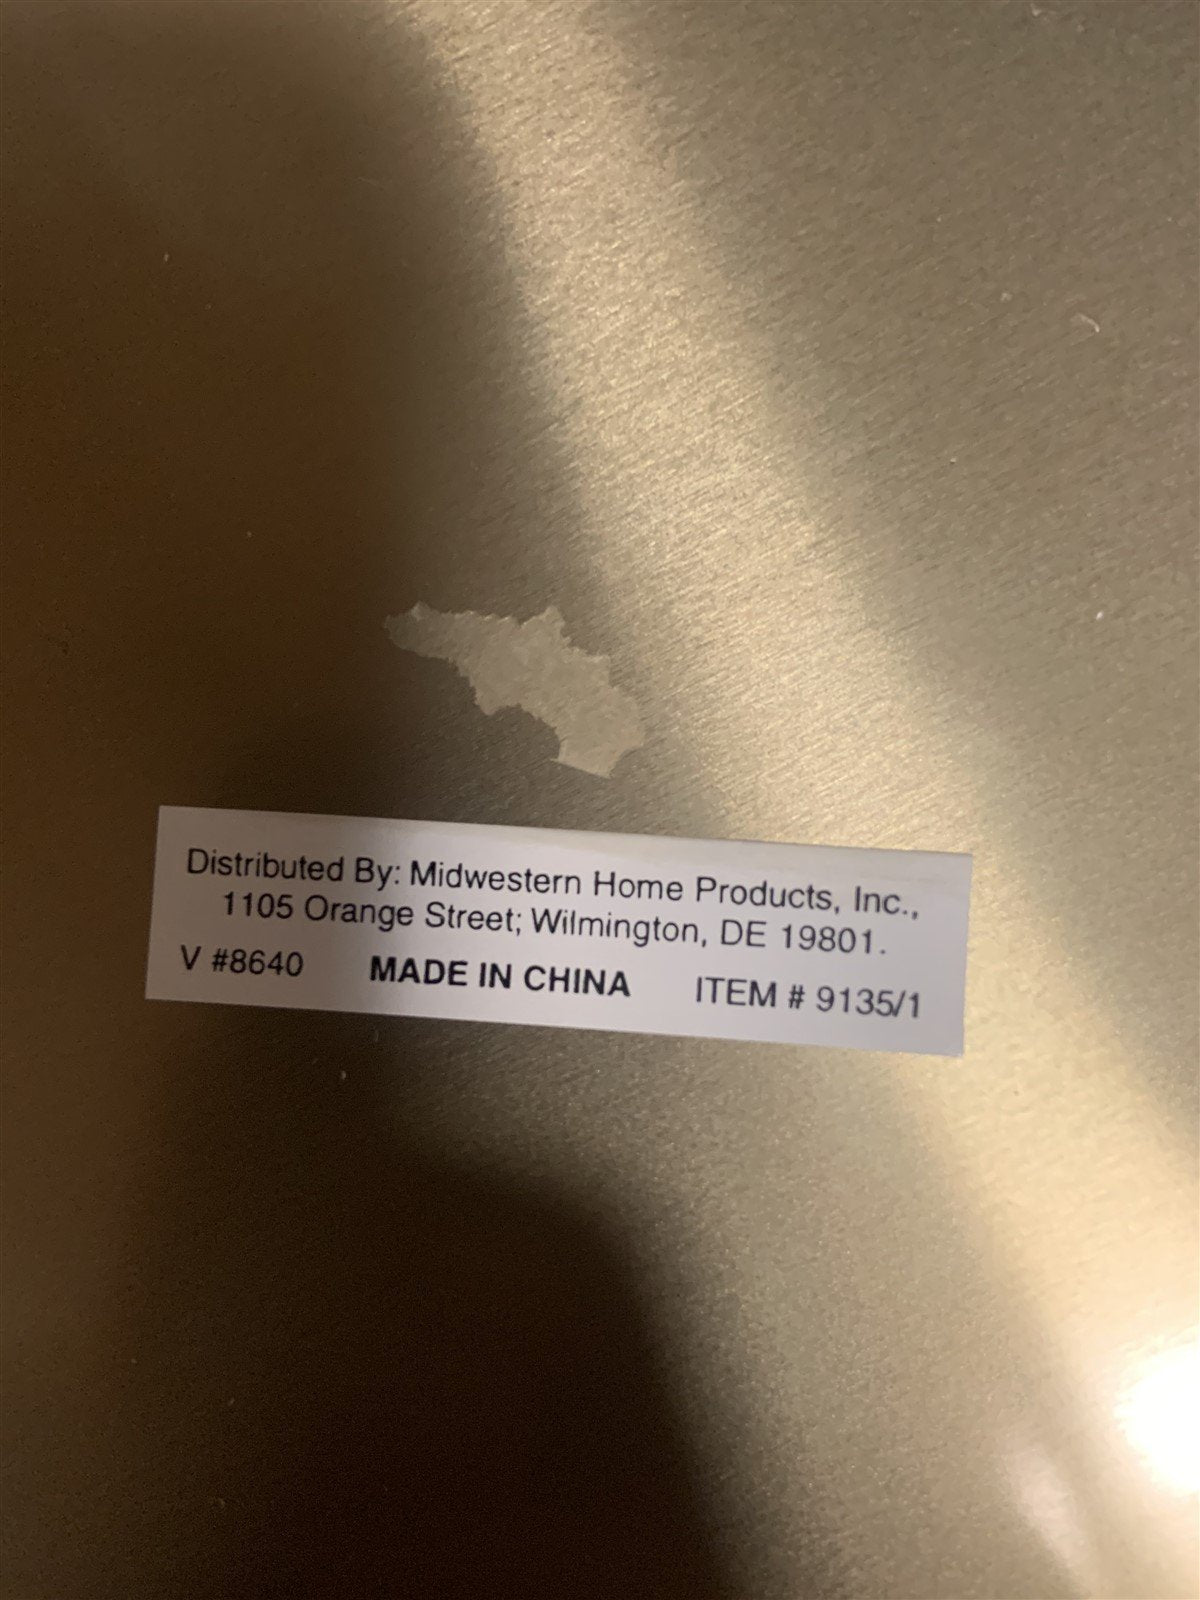 Distributed By: Midwestern Home Products, Inc.,
1105 Orange Street; Wilmington, DE 19801.
V #8640 MADE IN CHINA ITEM # 9135/1